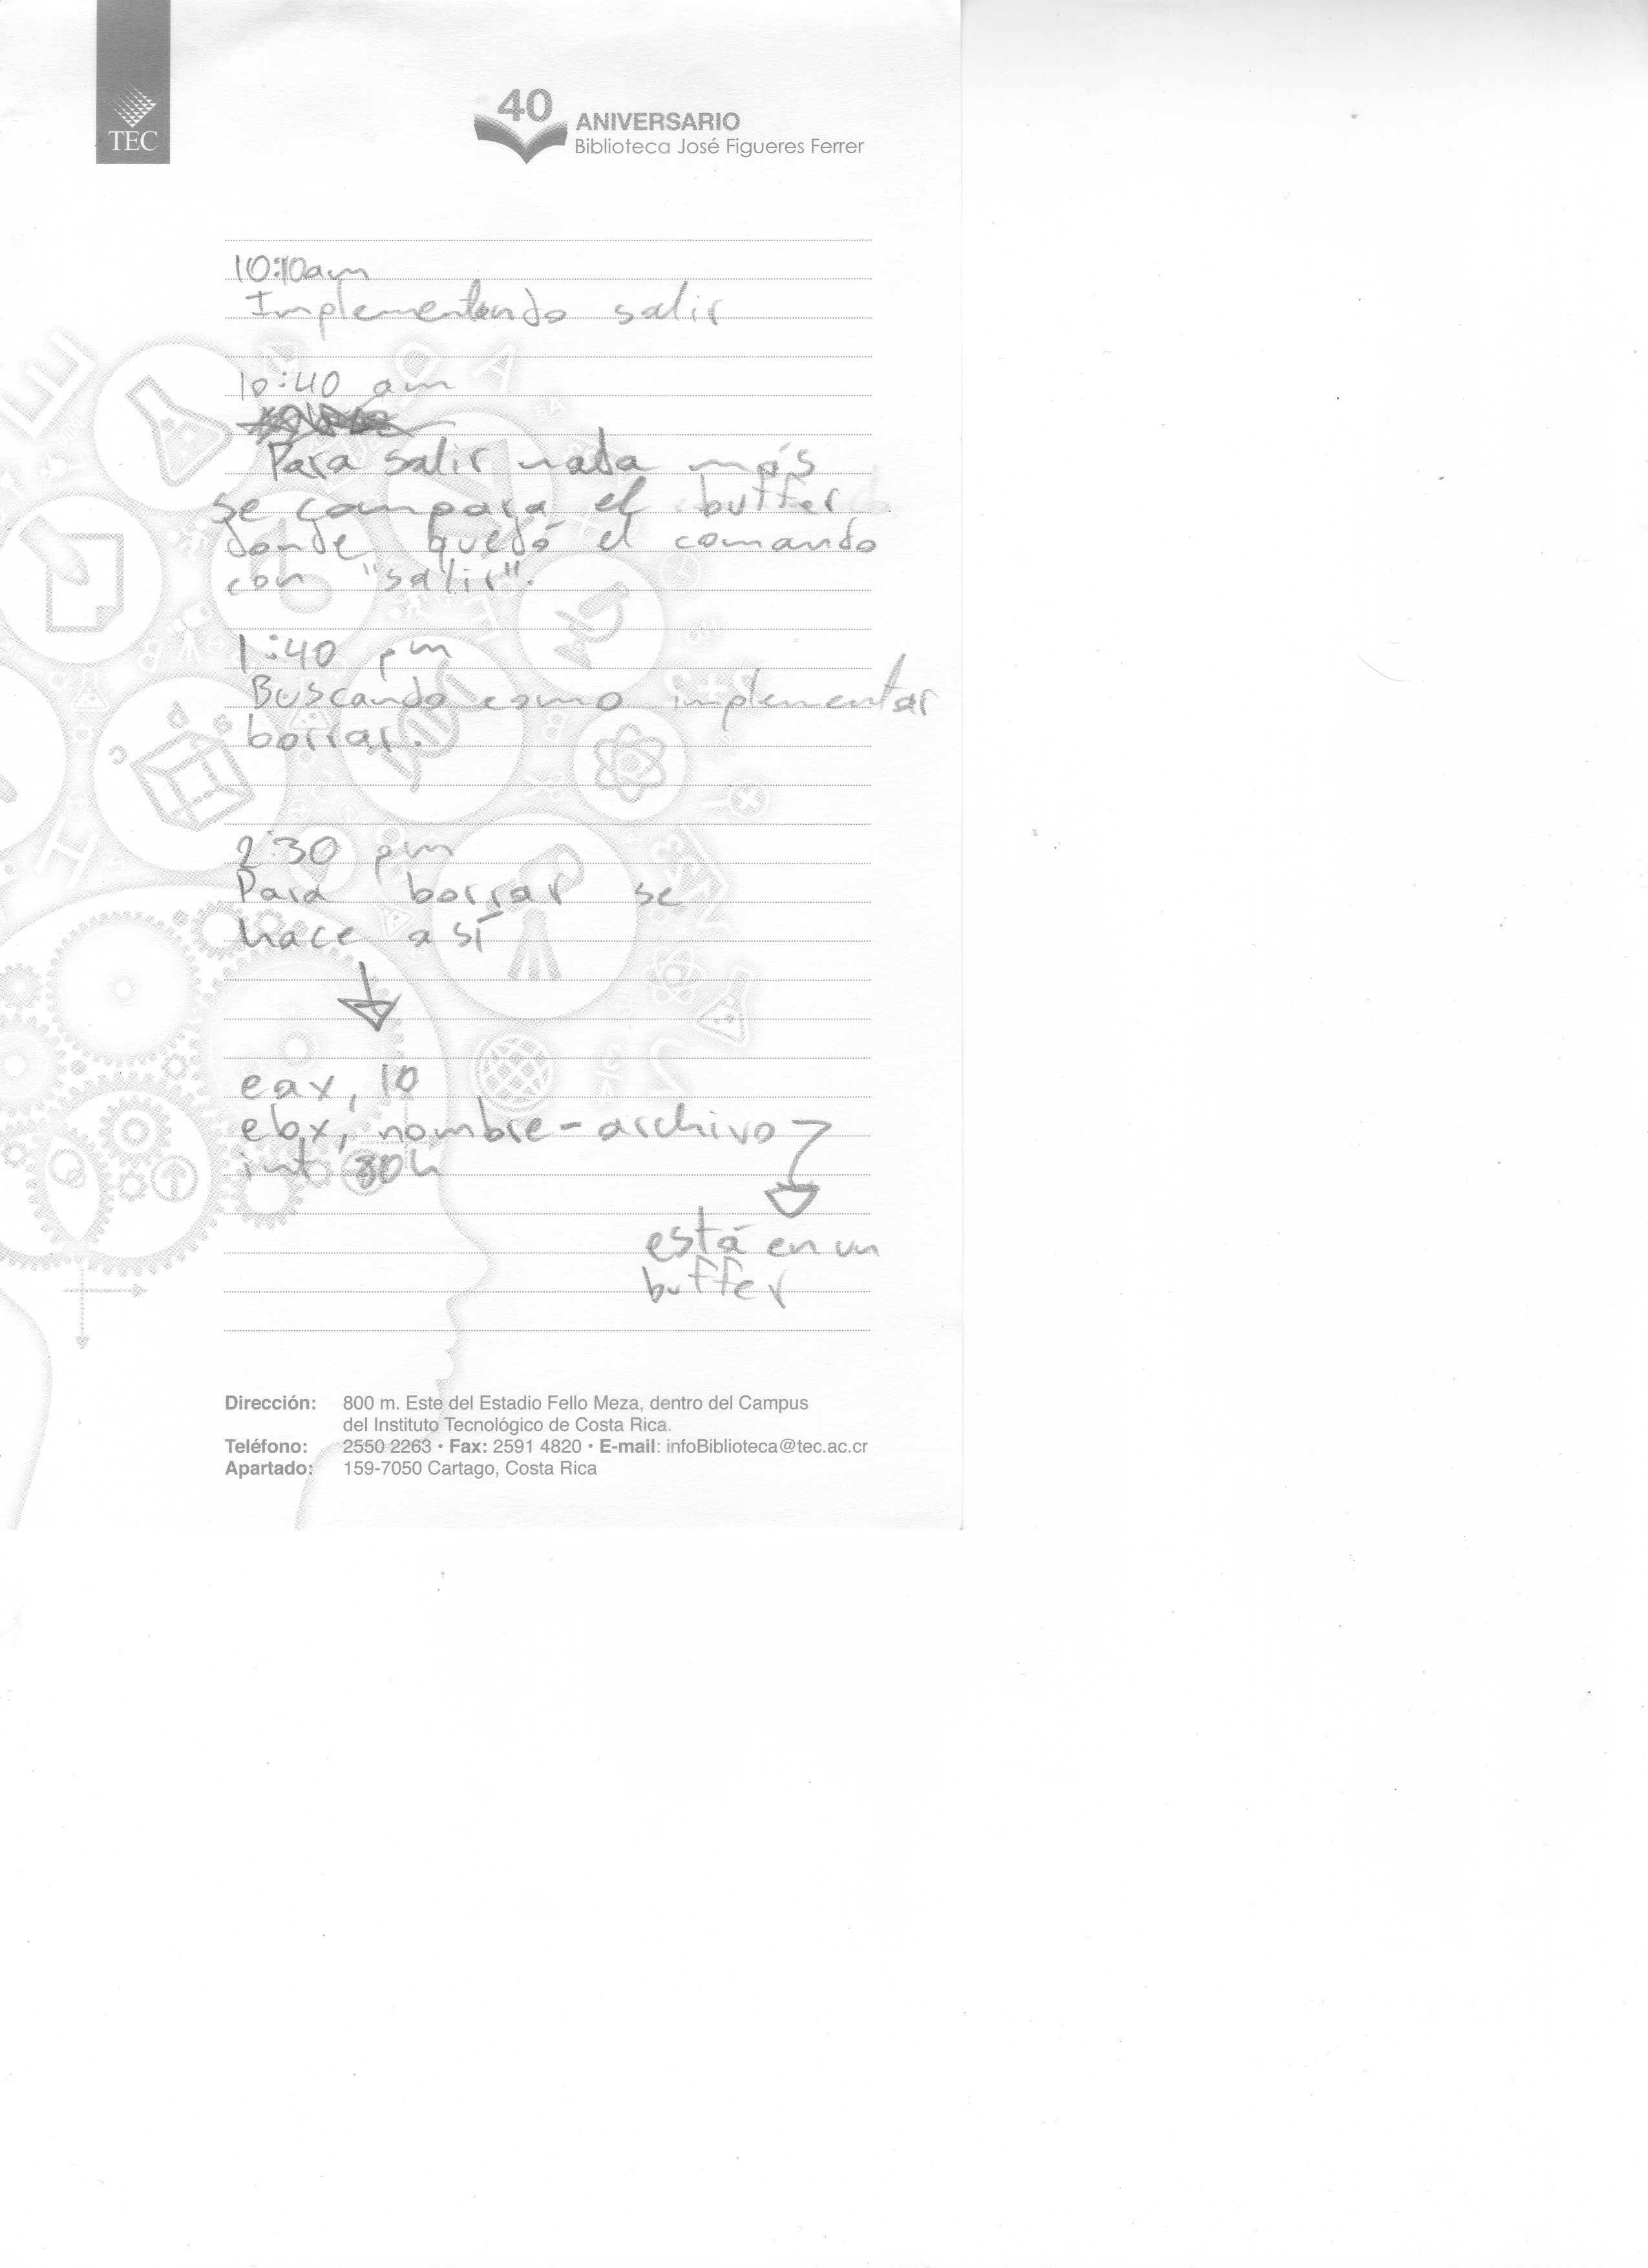 TEC
40
ANIVERSARIO
Biblioteca José Figueres Ferrer
10:10am
Implementando salir
10:40 am
Para salir nada más
se compara el buffer
donde quedó el comando
con "salir".
1:40 pm
Buscando como implementar
borrar.
2:30 pm
Para borrar se
hace así
eax, 10
ebx, nombre-archivo
int 80h
está en un
buffer
Dirección: 800 m. Este del Estadio Fello Meza, dentro del Campus
del Instituto Tecnológico de Costa Rica.
Teléfono: 2550 2263 • Fax: 2591 4820 • E-mail: infoBiblioteca@tec.ac.cr
Apartado: 159-7050 Cartago, Costa Rica